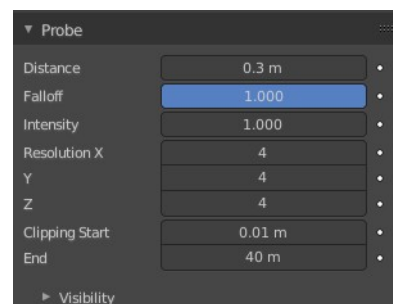 Probe
Distance 0.3 m
Falloff 1.000
Intensity 1.000
Resolution X 4
Y 4
Z 4
Clipping Start 0.01 m
End 40 m
Visibility